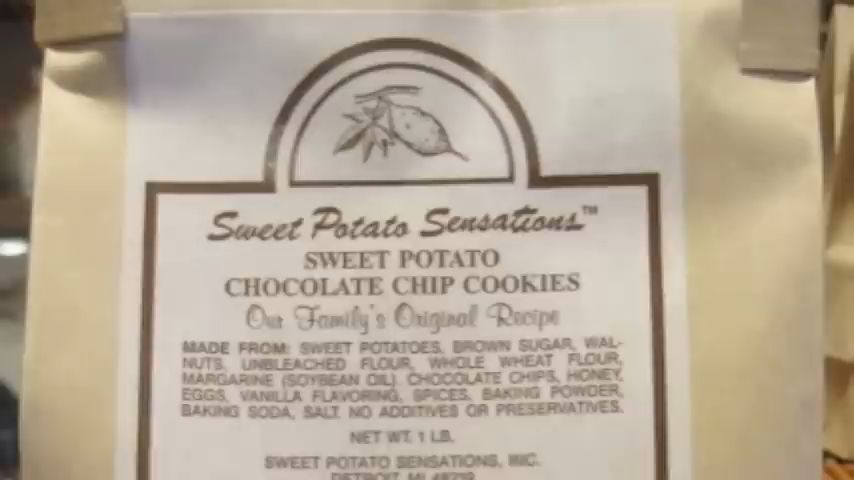 Sweet Potato Sensations™
SWEET POTATO
CHOCOLATE CHIP COOKIES
Our Family's Original Recipe
MADE FROM: SWEET POTATOES, BROWN SUGAR, WAL-
NUTS, UNBLEACHED FLOUR, WHOLE WHEAT FLOUR,
MARGARINE (SOYBEAN OIL), CHOCOLATE CHIPS, HONEY,
EGGS, VANILLA FLAVORING, SPICES, BAKING POWDER,
BAKING SODA, SALT. NO ADDITIVES OR PRESERVATIVES.
NET WT. 1 LB.
SWEET POTATO SENSATIONS, INC.
DETROIT, MI